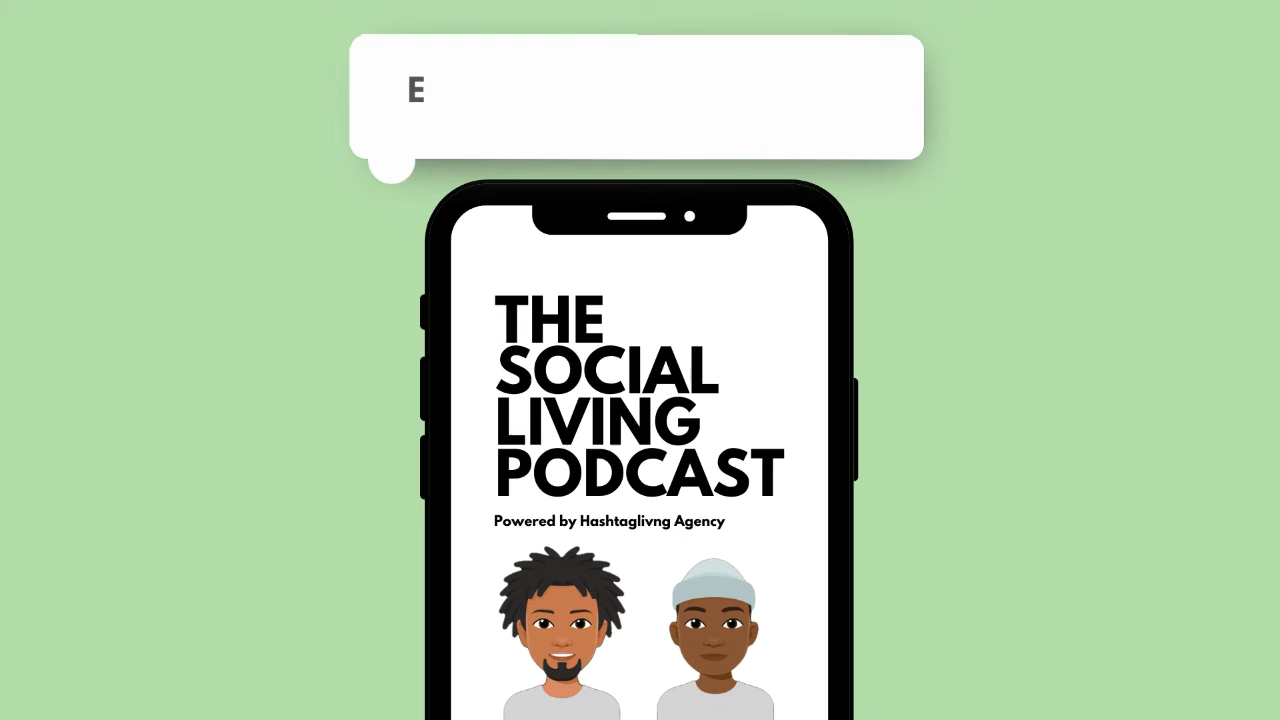 E
THE
SOCIAL
LIVING
PODCAST
Powered by Hashtaglivng Agency